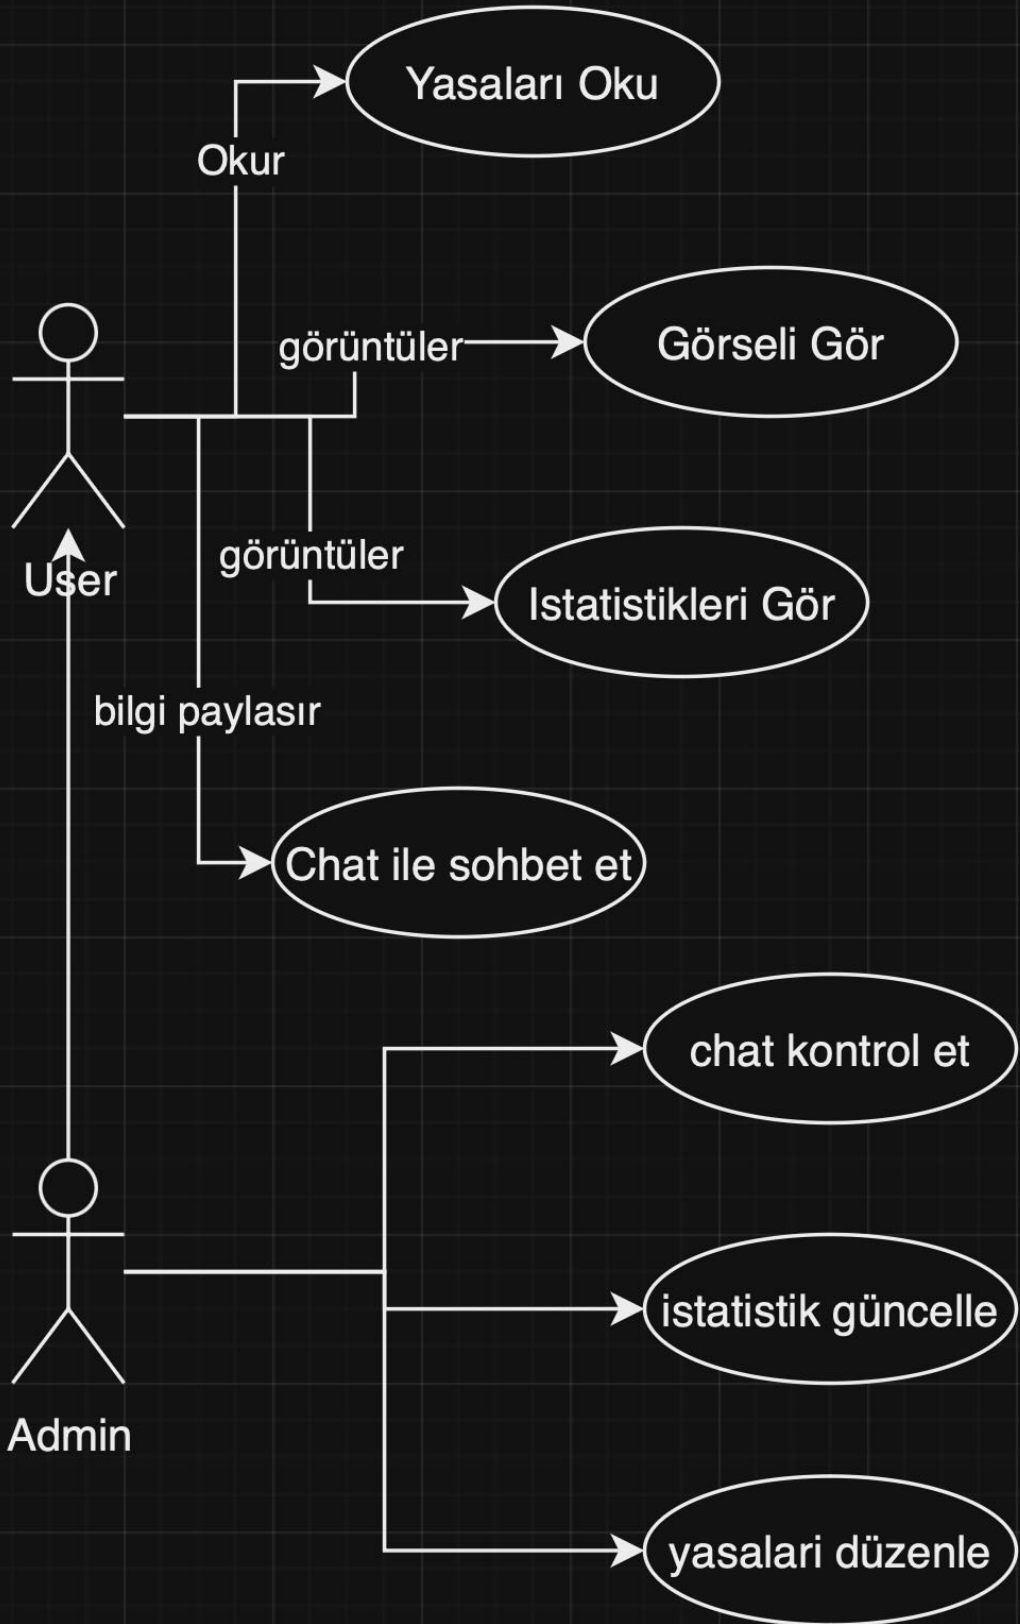 Yasaları Oku
Okur
görüntüler
Görseli Gör
görüntüler
Istatistikleri Gör
User
bilgi paylasır
Chat ile sohbet et
chat kontrol et
istatistik güncelle
Admin
yasalari düzenle